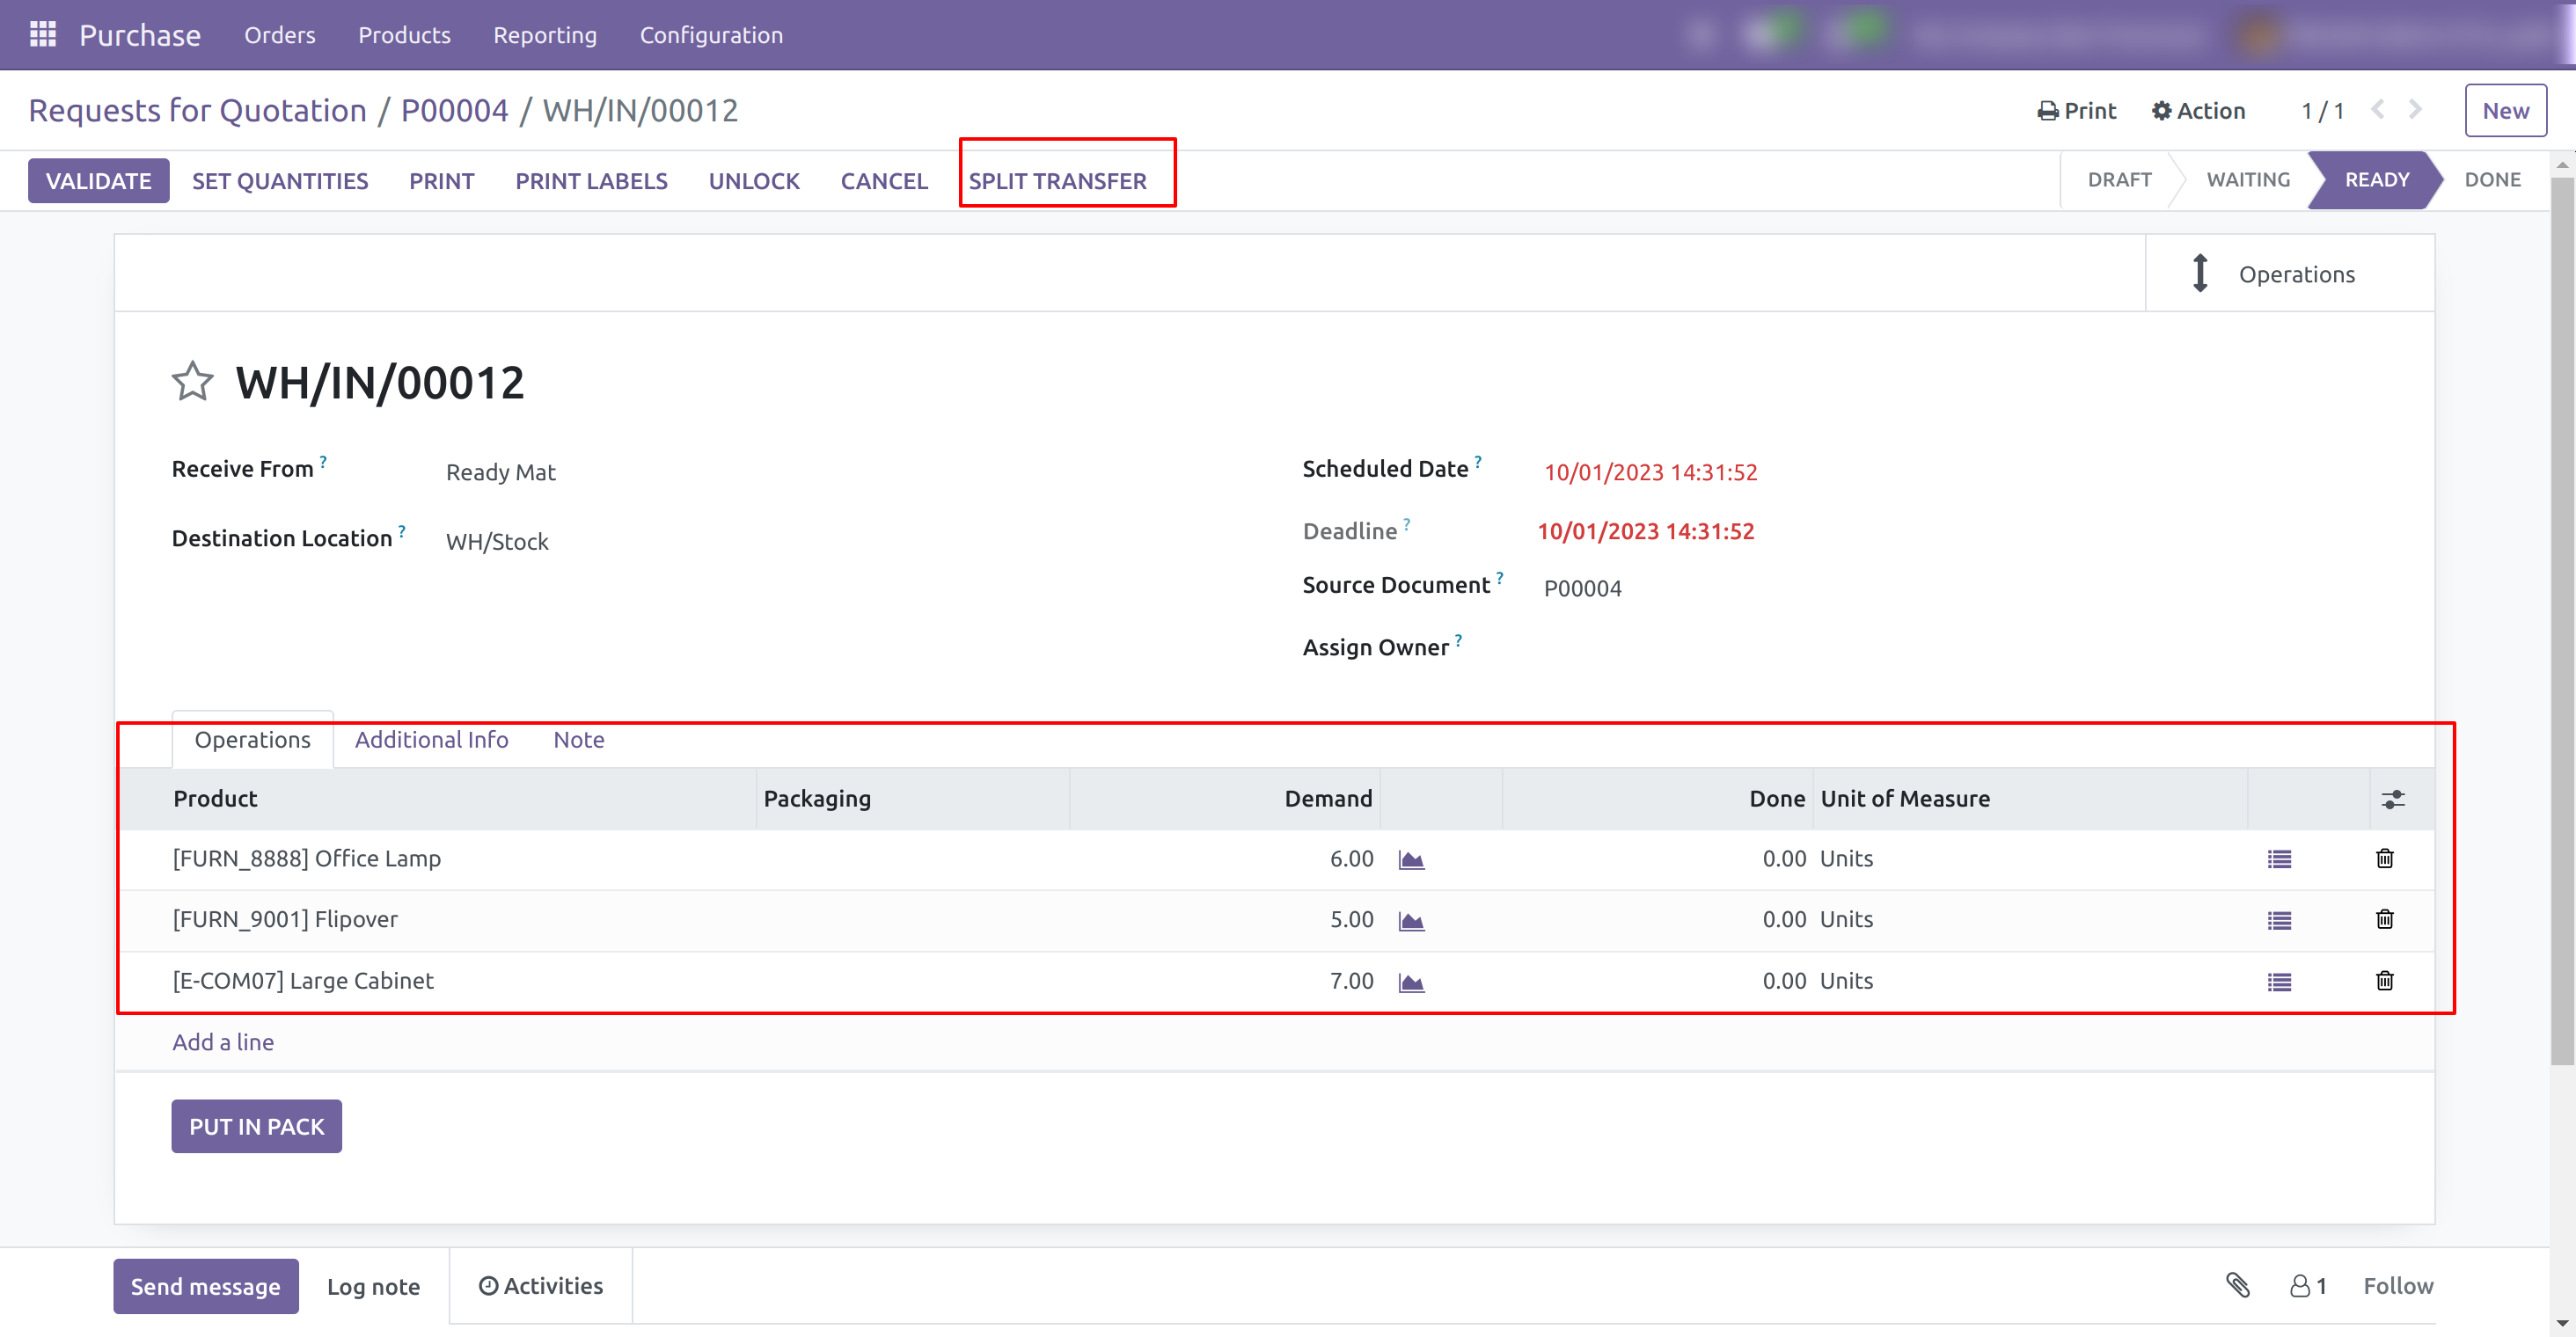 Purchase Orders Products Reporting Configuration
Requests for Quotation / P00004 / WH/IN/00012 Print Action 1 / 1 New
VALIDATE SET QUANTITIES PRINT PRINT LABELS UNLOCK CANCEL SPLIT TRANSFER DRAFT WAITING READY DONE
Operations
WH/IN/00012
Receive From ? Ready Mat Scheduled Date ? 10/01/2023 14:31:52
Destination Location ? WH/Stock Deadline ? 10/01/2023 14:31:52
Source Document ? P00004
Assign Owner ?
Operations Additional Info Note
Product Packaging Demand Done Unit of Measure
[FURN_8888] Office Lamp 6.00 0.00 Units
[FURN_9001] Flipover 5.00 0.00 Units
[E-COM07] Large Cabinet 7.00 0.00 Units
Add a line
PUT IN PACK
Send message Log note Activities 1 Follow